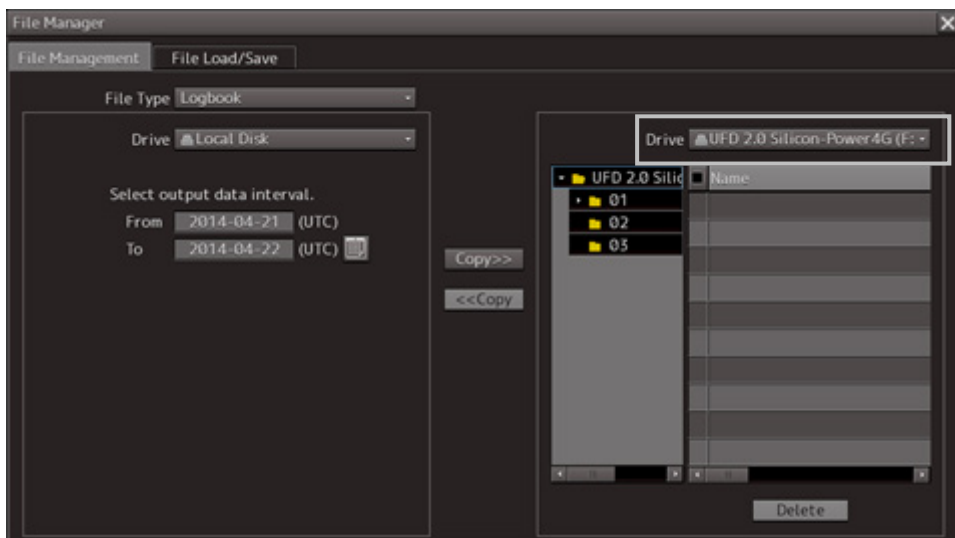 File Manager
File Management
File Load/Save
File Type Logbook
Drive Local Disk
Select output data interval.
From 2014-04-21 (UTC)
To 2014-04-22 (UTC)
Copy>>
<<Copy
Drive UFD 2.0 Silicon-Power4G (F:
UFD 2.0 Silic
01
02
03
Name
Delete